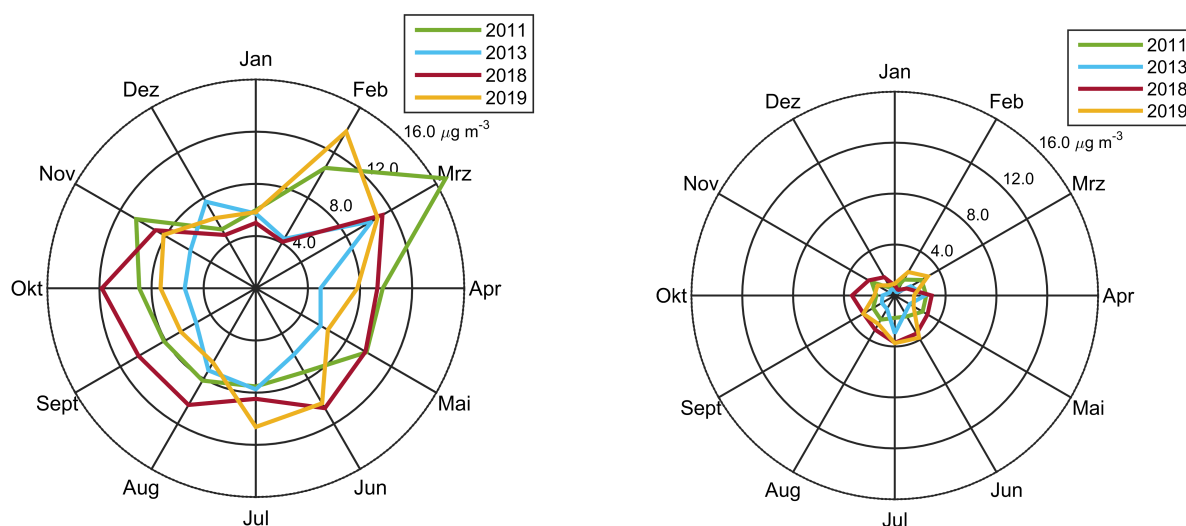 2011
2013
2018
2019
Jan
Feb
Mrz
Apr
Mai
Jun
Jul
Aug
Sept
Okt
Nov
Dez
16.0 μg m-3
12.0
8.0
4.0
2011
2013
2018
2019
Jan
Feb
Mrz
Apr
Mai
Jun
Jul
Aug
Sept
Okt
Nov
Dez
16.0 μg m-3
12.0
8.0
4.0